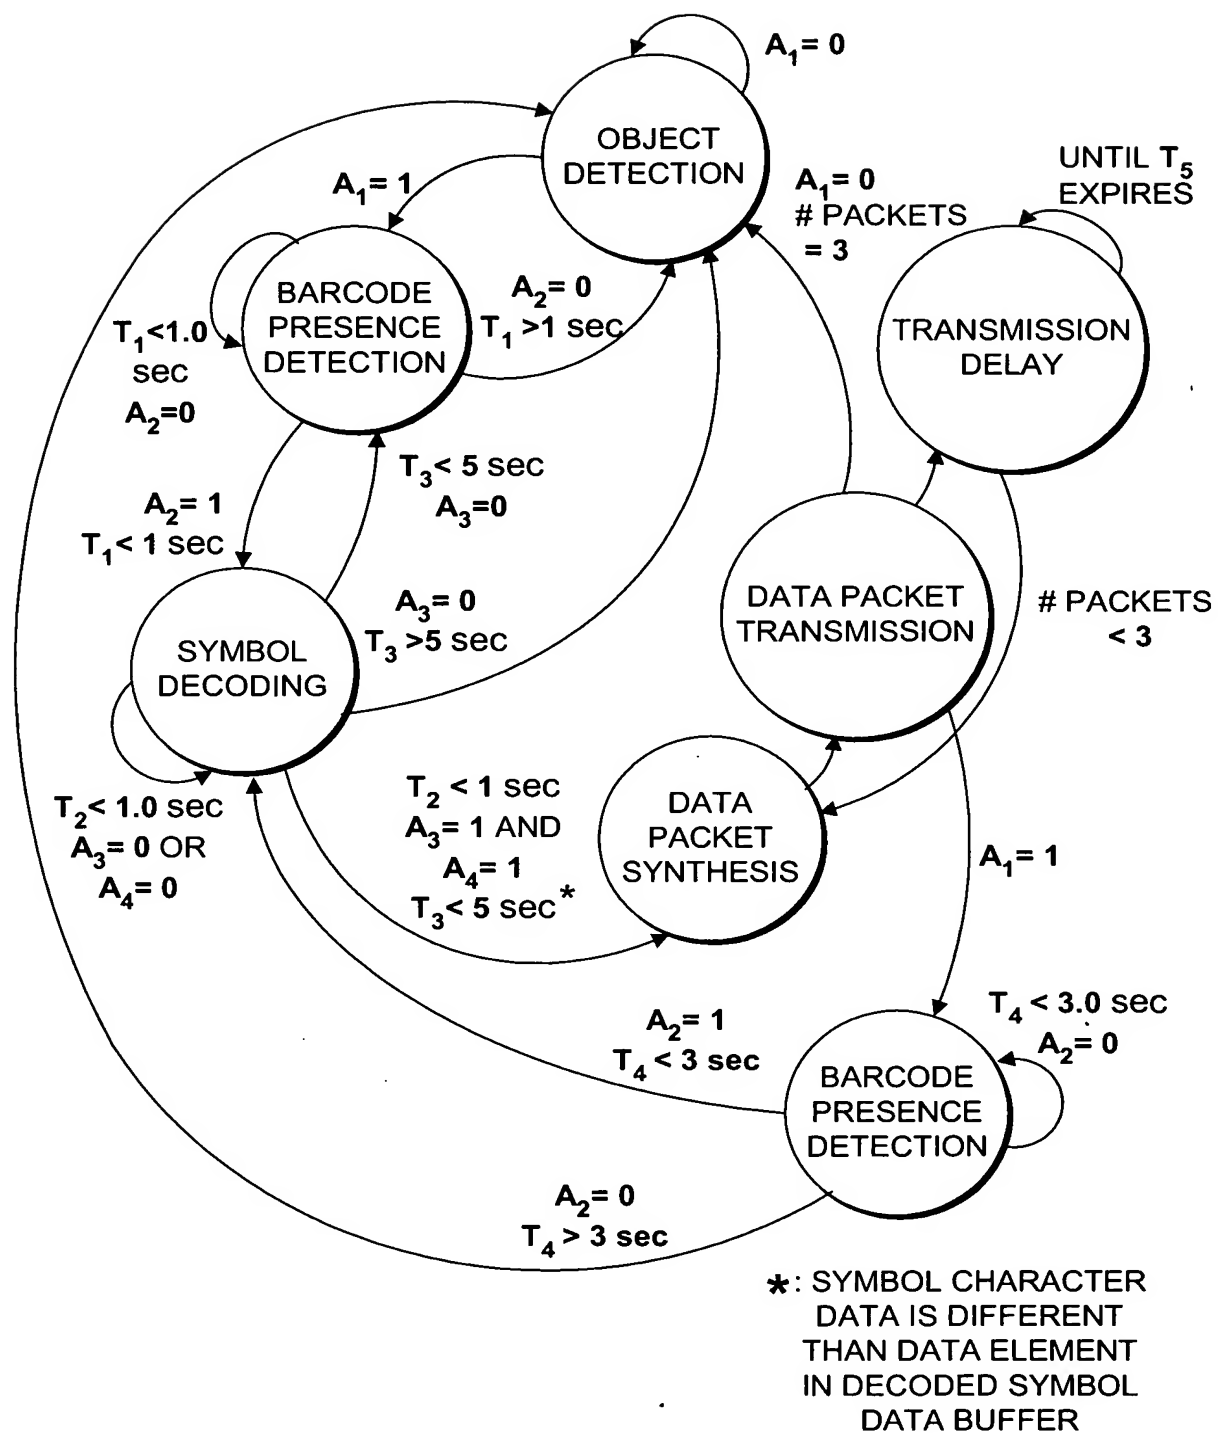 A1= 0
OBJECT
DETECTION
UNTIL T5
EXPIRES
A1= 0
# PACKETS
= 3
A1= 1
BARCODE
PRESENCE
DETECTION
A2= 0
T1 >1 sec
TRANSMISSION
DELAY
T1<1.0
sec
A2=0
T3< 5 sec
A3=0
A2= 1
T1< 1 sec
DATA PACKET
TRANSMISSION
# PACKETS
< 3
A3= 0
T3 >5 sec
SYMBOL
DECODING
T2< 1.0 sec
A3= 0 OR
A4= 0
T2 < 1 sec
A3= 1 AND
A4= 1
T3< 5 sec*
DATA
PACKET
SYNTHESIS
A1= 1
T4 < 3.0 sec
A2= 0
A2= 1
T4 < 3 sec
BARCODE
PRESENCE
DETECTION
A2= 0
T4 > 3 sec
*: SYMBOL CHARACTER
DATA IS DIFFERENT
THAN DATA ELEMENT
IN DECODED SYMBOL
DATA BUFFER